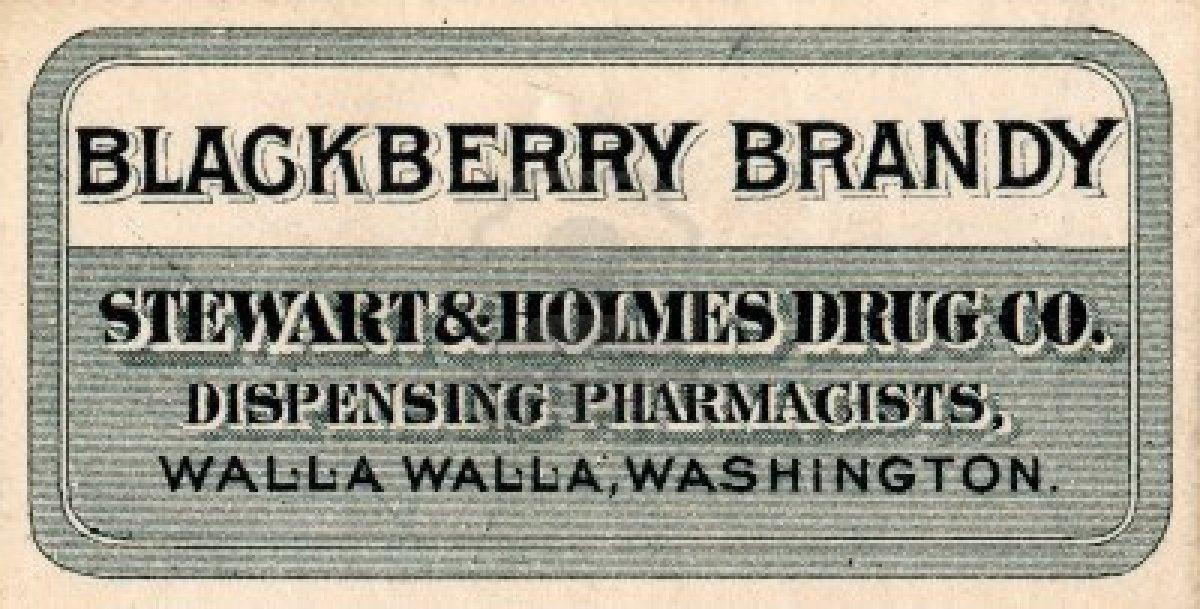 BLACKBERRY BRANDY
STEWART & HOLMES DRUG CO.
DISPENSING PHARMACISTS,
WALLA WALLA, WASHINGTON.